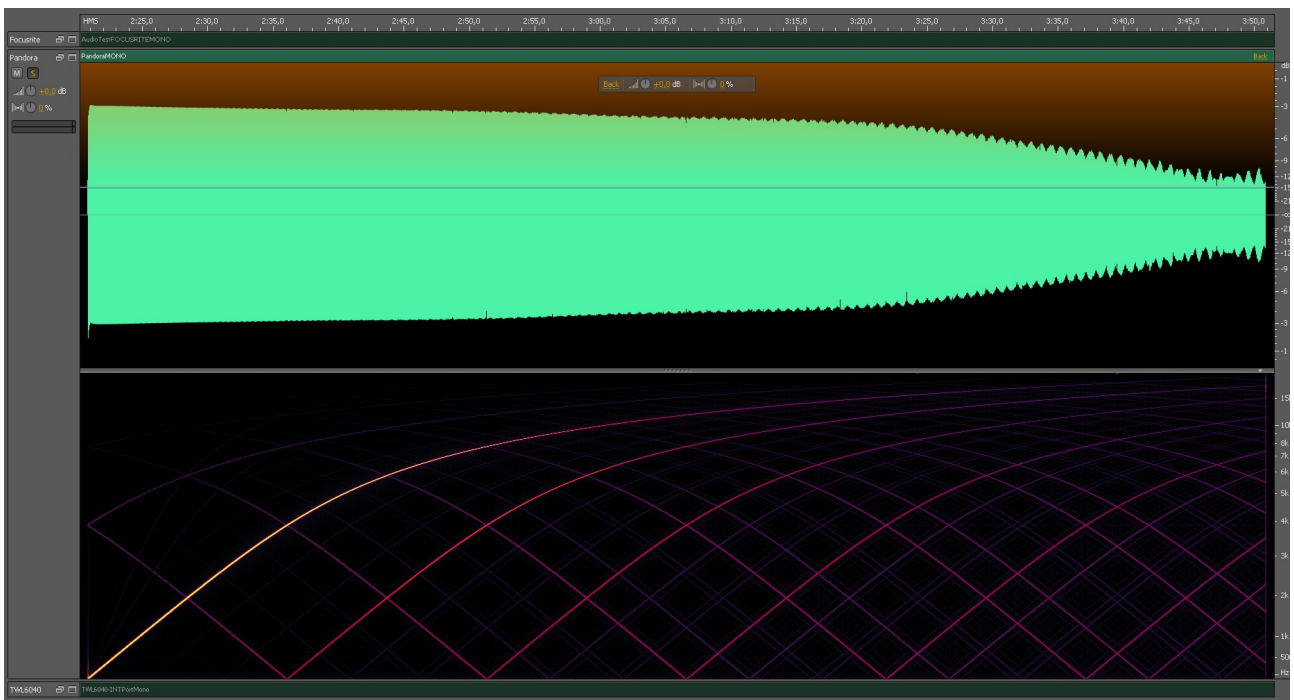 HMS 2:25,0 2:30,0 2:35,0 2:40,0 2:45,0 2:50,0 2:55,0 3:00,0 3:05,0 3:10,0 3:15,0 3:20,0 3:25,0 3:30,0 3:35,0 3:40,0 3:45,0 3:50,0
Focusrite AudioTestFOCUSRITEMONO
Pandora PandoraMONO Back
M S
±0,0 dB
0 %
Back ±0,0 dB 0 %
dB
-1
-3
-6
-9
-12
-15
-21
-∞
-21
-15
-12
-9
-6
-3
-1
15k
10k
8k
7k
6k
5k
4k
3k
2k
1k
500
Hz
TWL6040 TWL6040-INTPortMono